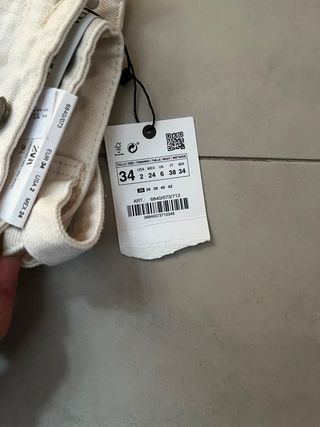 6840/073
EUR 34
USA 2
MEX 24
34
USA MEX UK IT BR
2 24 6 38 34
34 36 38 40 42
ART.: 6840/073/712